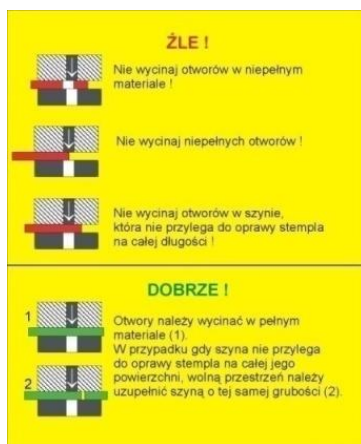 ŹLE !
Nie wycinaj otworów w niepełnym
materiale !
Nie wycinaj niepełnych otworów !
Nie wycinaj otworów w szynie,
która nie przylega do oprawy stempla
na całej długości !
DOBRZE !
1
Otwory należy wycinać w pełnym
materiale (1).
W przypadku gdy szyna nie przylega
do oprawy stempla na całej jego
powierzchni, wolną przestrzeń należy
uzupełnić szyną o tej samej grubości (2).
2